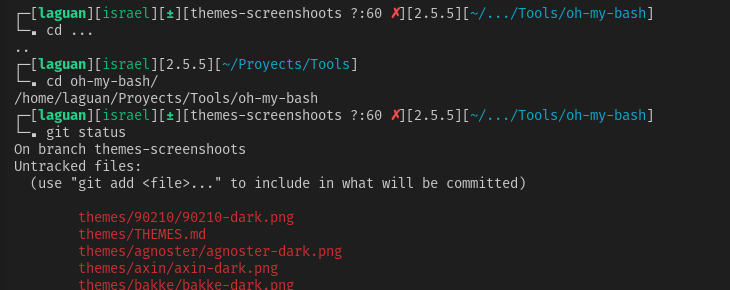 ┌─[laguan][israel][±][themes-screenshoots ?:60 ✗][2.5.5][~/.../Tools/oh-my-bash]
└─▪ cd ...
..
┌─[laguan][israel][2.5.5][~/Proyects/Tools]
└─▪ cd oh-my-bash/
/home/laguan/Proyects/Tools/oh-my-bash
┌─[laguan][israel][±][themes-screenshoots ?:60 ✗][2.5.5][~/.../Tools/oh-my-bash]
└─▪ git status
On branch themes-screenshoots
Untracked files:
  (use "git add <file>..." to include in what will be committed)

        themes/90210/90210-dark.png
        themes/THEMES.md
        themes/agnoster/agnoster-dark.png
        themes/axin/axin-dark.png
        themes/bakke/bakke-dark.png